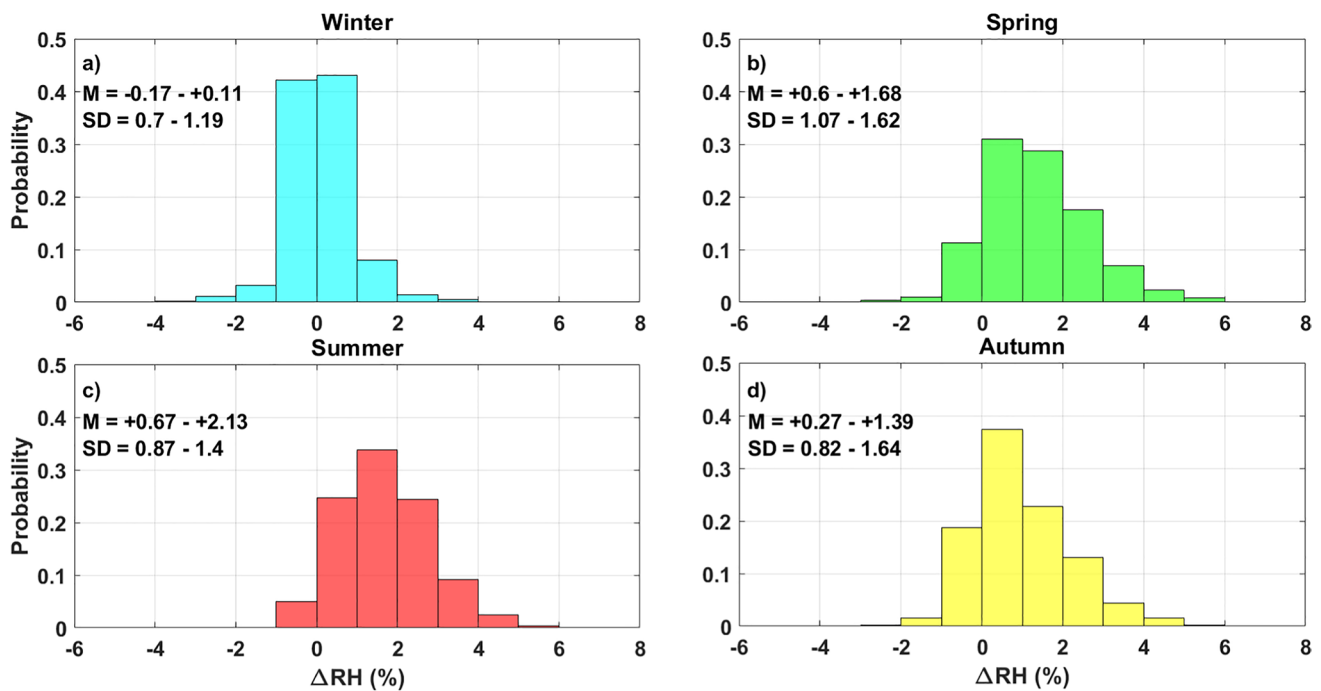 Winter
0.5
a)
M = -0.17 - +0.11
0.4
SD = 0.7 - 1.19
Probability
0.3
0.2
0.1
0
-6 -4 -2 0 2 4 6 8
Spring
0.5
b)
M = +0.6 - +1.68
0.4
SD = 1.07 - 1.62
0.3
0.2
0.1
0
-6 -4 -2 0 2 4 6 8
Summer
0.5
c)
M = +0.67 - +2.13
0.4
SD = 0.87 - 1.4
Probability
0.3
0.2
0.1
0
-6 -4 -2 0 2 4 6 8
ΔRH (%)
Autumn
0.5
d)
M = +0.27 - +1.39
0.4
SD = 0.82 - 1.64
0.3
0.2
0.1
0
-6 -4 -2 0 2 4 6 8
ΔRH (%)